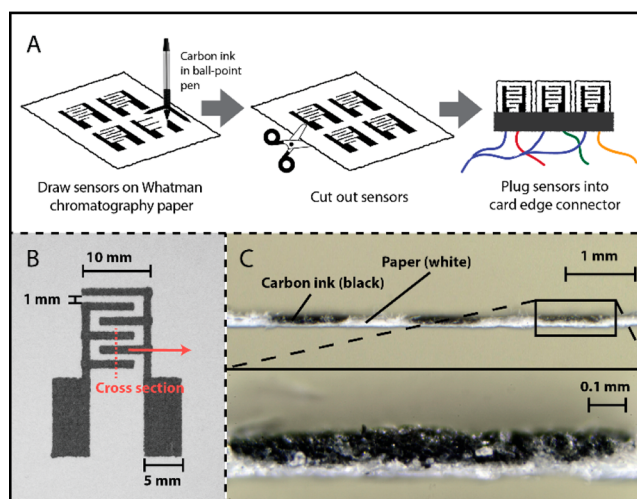 A
Carbon ink
in ball-point
pen
Draw sensors on Whatman
chromatography paper
Cut out sensors
Plug sensors into
card edge connector
B
10 mm
1 mm
Cross section
5 mm
C
Paper (white)
Carbon ink (black)
1 mm
0.1 mm